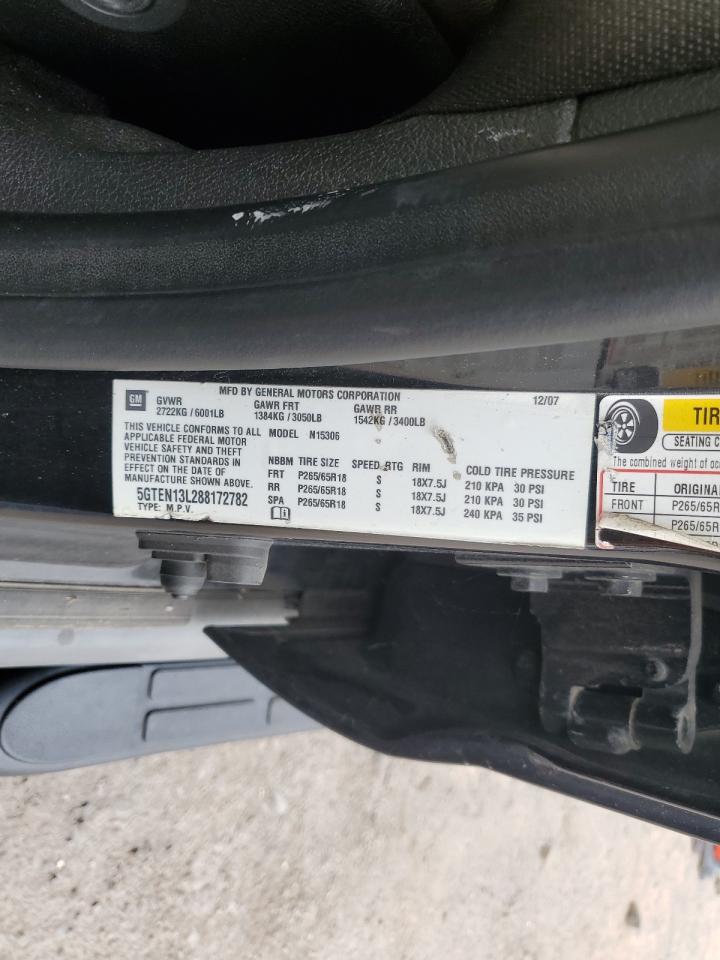 GM
MFD BY GENERAL MOTORS CORPORATION 12/07
GVWR GAWR FRT GAWR RR
2722KG / 6001LB 1384KG / 3050LB 1542KG / 3400LB
THIS VEHICLE CONFORMS TO ALL MODEL N15306
APPLICABLE FEDERAL MOTOR
VEHICLE SAFETY AND THEFT
PREVENTION STANDARDS IN
EFFECT ON THE DATE OF
MANUFACTURE SHOWN ABOVE.
5GTEN13L288172782
TYPE: M.P.V.
NBBM TIRE SIZE SPEED RTG RIM COLD TIRE PRESSURE
FRT P265/65R18 S 18X7.5J 210 KPA 30 PSI
RR P265/65R18 S 18X7.5J 210 KPA 30 PSI
SPA P265/65R18 S 18X7.5J 240 KPA 35 PSI
TIR
SEATING C
The combined weight of oc
TIRE ORIGINA
FRONT P265/65R
P265/65R